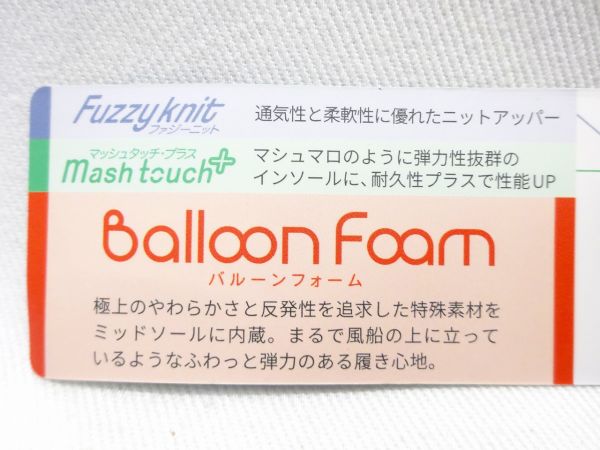 Fuzzyknit
ファジーニット
通気性と柔軟性に優れたニットアッパー
マッシュタッチ・プラス
mash touch+
マシュマロのように弾力性抜群の
インソールに、耐久性プラスで性能UP
Balloon Foam
バルーンフォーム
極上のやわらかさと反発性を追求した特殊素材を
ミッドソールに内蔵。まるで風船の上に立って
いるようなふわっと弾力のある履き心地。